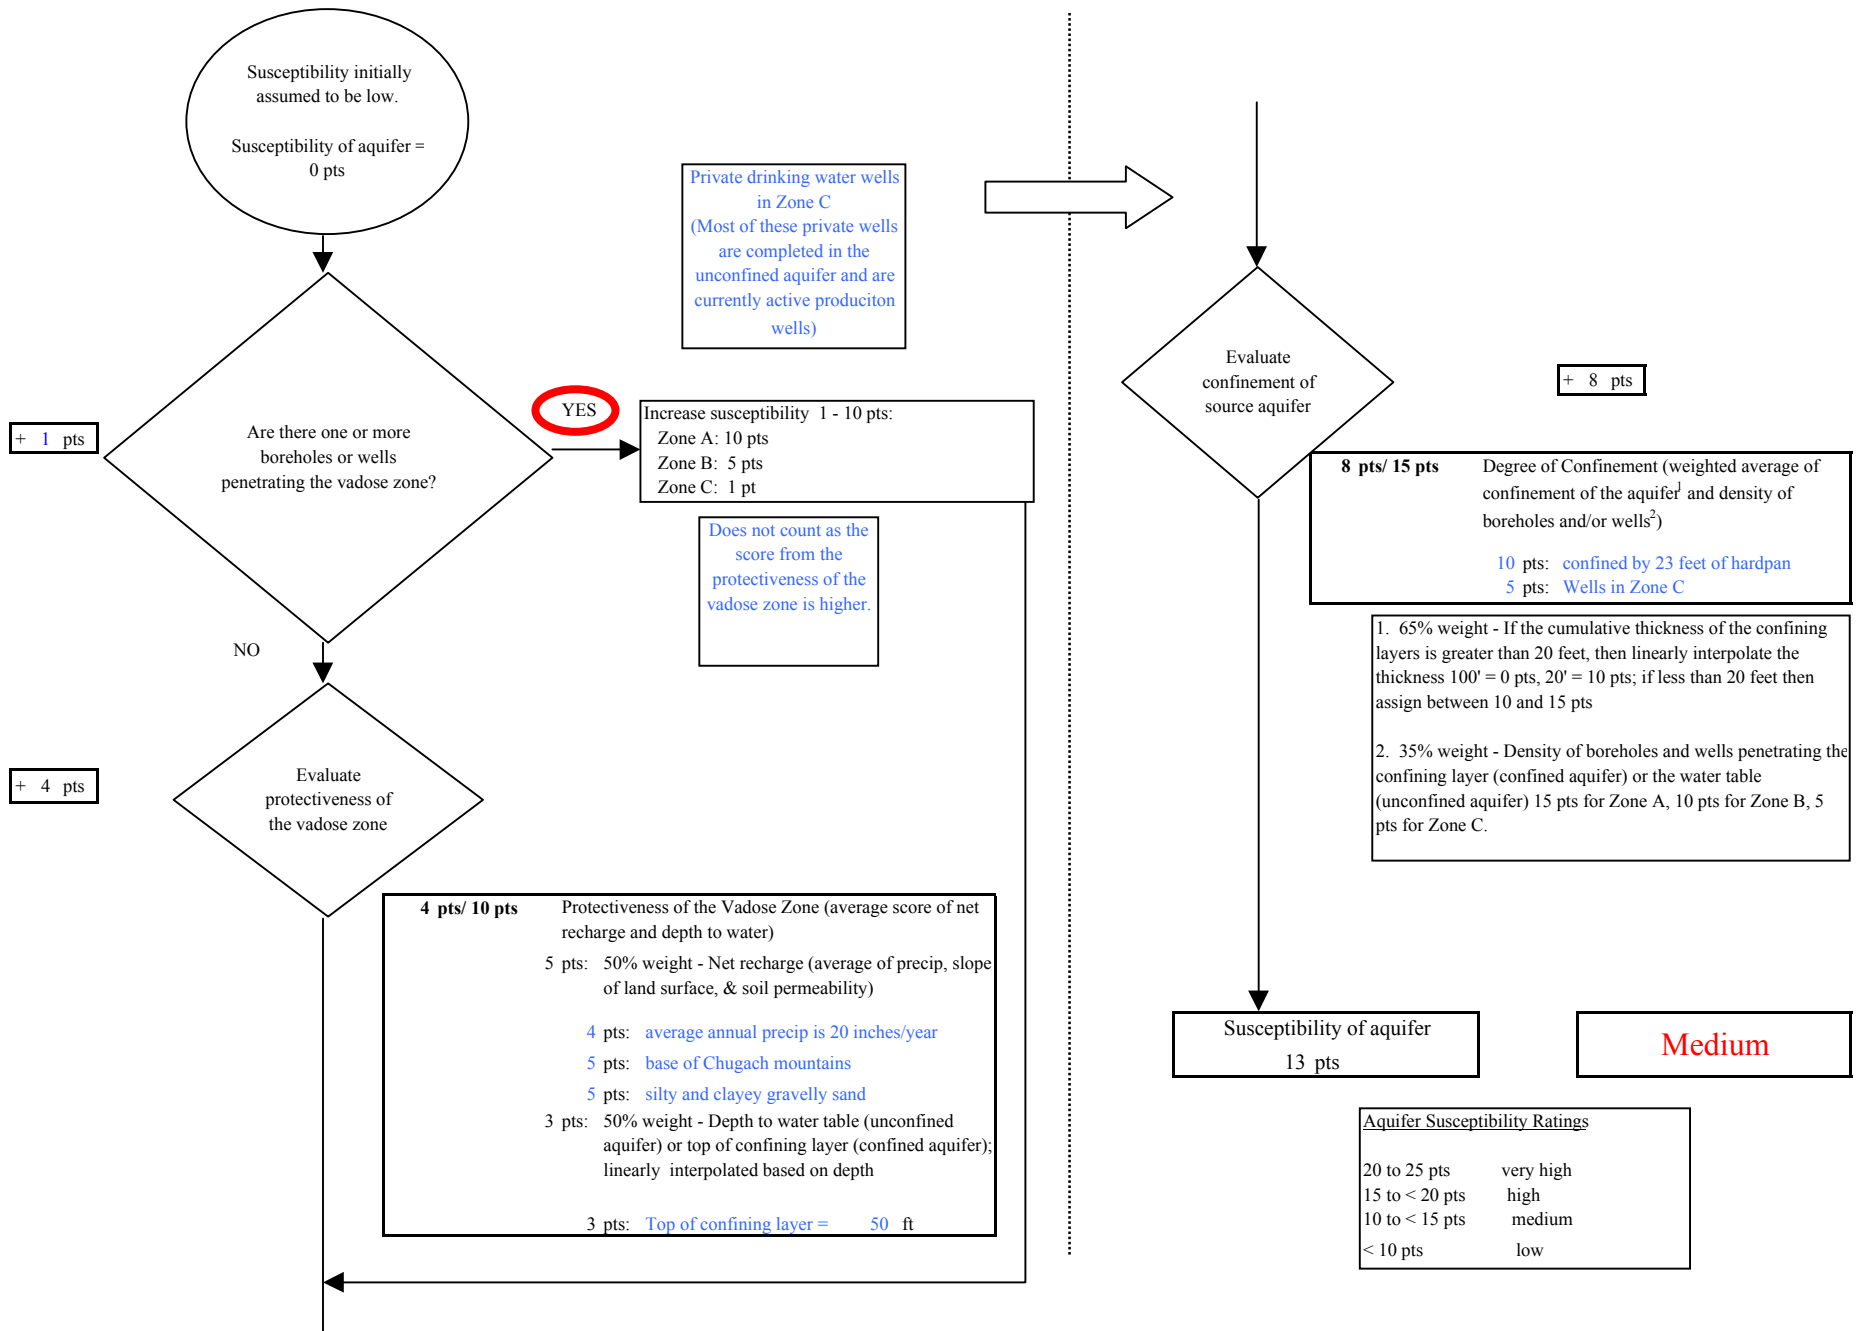 Susceptibility initially
assumed to be low.
Susceptibility of aquifer =
0 pts
Private drinking water wells
in Zone C
(Most of these private wells
are completed in the
unconfined aquifer and are
currently active produciton
wells)
YES
+ 1 pts
Are there one or more
boreholes or wells
penetrating the vadose zone?
Increase susceptibility 1 - 10 pts:
Zone A: 10 pts
Zone B: 5 pts
Zone C: 1 pt
Does not count as the
score from the
protectiveness of the
vadose zone is higher.
NO
+ 4 pts
Evaluate
protectiveness of
the vadose zone
4 pts/ 10 pts Protectiveness of the Vadose Zone (average score of net
recharge and depth to water)
5 pts: 50% weight - Net recharge (average of precip, slope
of land surface, & soil permeability)
4 pts: average annual precip is 20 inches/year
5 pts: base of Chugach mountains
5 pts: silty and clayey gravelly sand
3 pts: 50% weight - Depth to water table (unconfined
aquifer) or top of confining layer (confined aquifer);
linearly interpolated based on depth
3 pts: Top of confining layer = 50 ft
Evaluate
confinement of
source aquifer
+ 8 pts
8 pts/ 15 pts Degree of Confinement (weighted average of
confinement of the aquifer1 and density of
boreholes and/or wells2)
10 pts: confined by 23 feet of hardpan
5 pts: Wells in Zone C
1. 65% weight - If the cumulative thickness of the confining
layers is greater than 20 feet, then linearly interpolate the
thickness 100' = 0 pts, 20' = 10 pts; if less than 20 feet then
assign between 10 and 15 pts
2. 35% weight - Density of boreholes and wells penetrating the
confining layer (confined aquifer) or the water table
(unconfined aquifer) 15 pts for Zone A, 10 pts for Zone B, 5
pts for Zone C.
Susceptibility of aquifer
13 pts
Medium
Aquifer Susceptibility Ratings
20 to 25 pts very high
15 to < 20 pts high
10 to < 15 pts medium
< 10 pts low